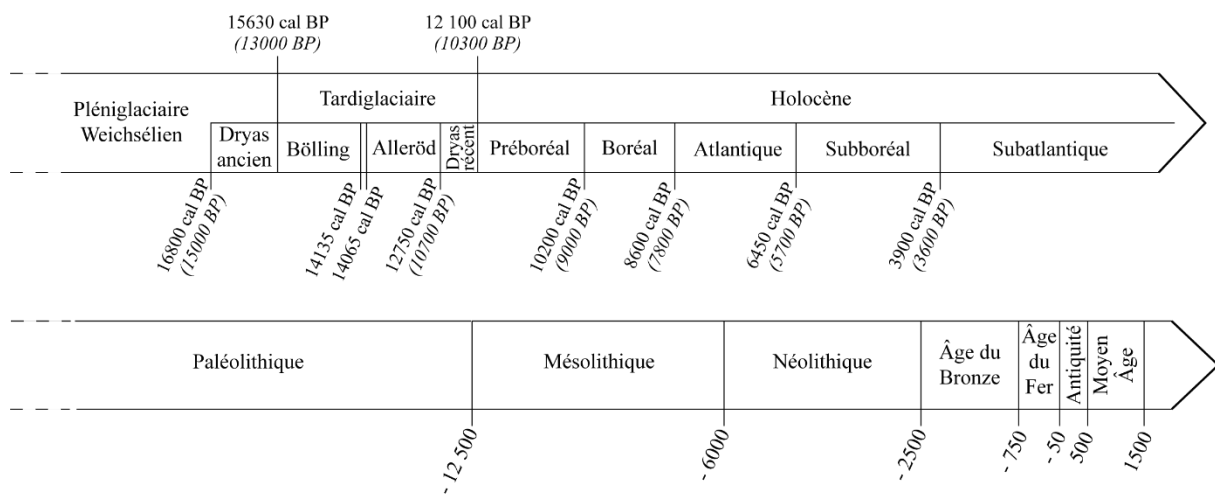 15630 cal BP
(13000 BP)
12 100 cal BP
(10300 BP)
Pléniglaciaire
Weichsélien
Tardiglaciaire
Holocène
Dryas
ancien
Bölling
Alleröd
Dryas
récent
Préboréal
Boréal
Atlantique
Subboréal
Subatlantique
16800 cal BP
(15000 BP)
14135 cal BP
14065 cal BP
12750 cal BP
(10700 BP)
10200 cal BP
(9000 BP)
8600 cal BP
(7800 BP)
6450 cal BP
(5700 BP)
3900 cal BP
(3600 BP)
Paléolithique
Mésolithique
Néolithique
Âge du
Bronze
Âge
du
Fer
Antiquité
Moyen
Âge
- 12 500
- 6000
- 2500
- 750
- 50
500
1500